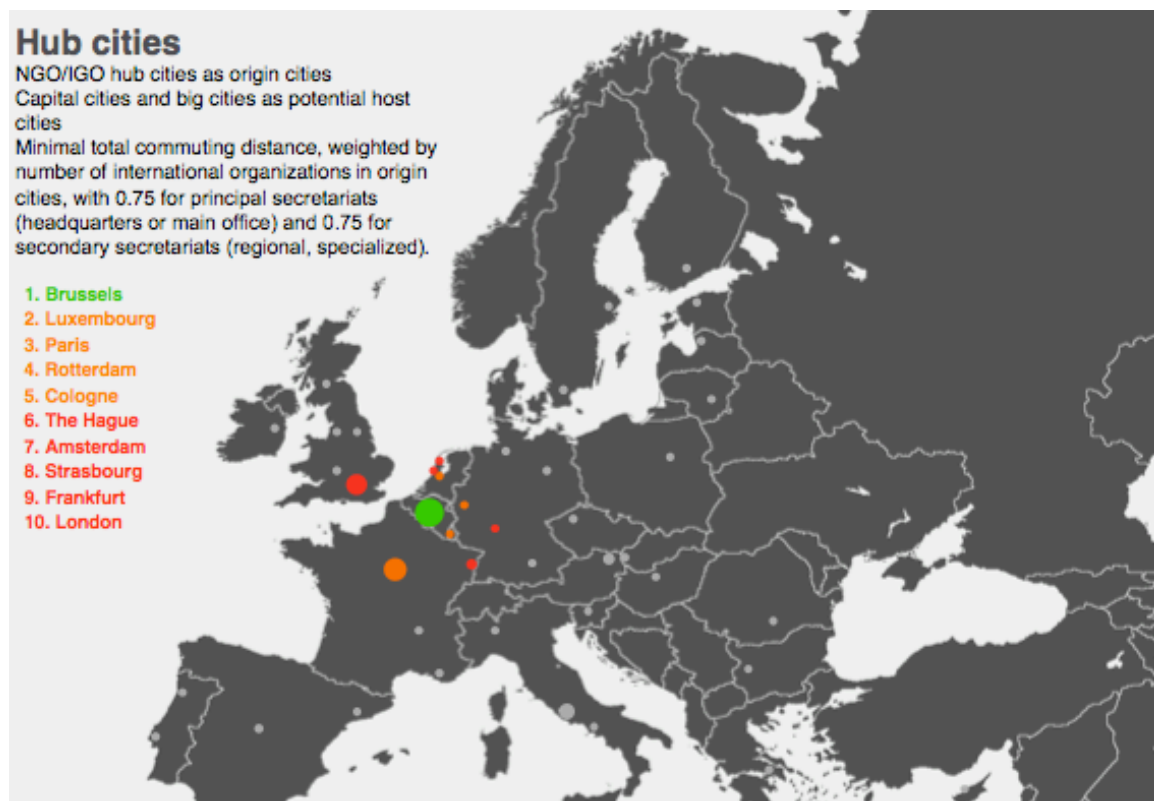 Hub cities
NGO/IGO hub cities as origin cities
Capital cities and big cities as potential host
cities
Minimal total commuting distance, weighted by
number of international organizations in origin
cities, with 0.75 for principal secretariats
(headquarters or main office) and 0.75 for
secondary secretariats (regional, specialized).
1. Brussels
2. Luxembourg
3. Paris
4. Rotterdam
5. Cologne
6. The Hague
7. Amsterdam
8. Strasbourg
9. Frankfurt
10. London